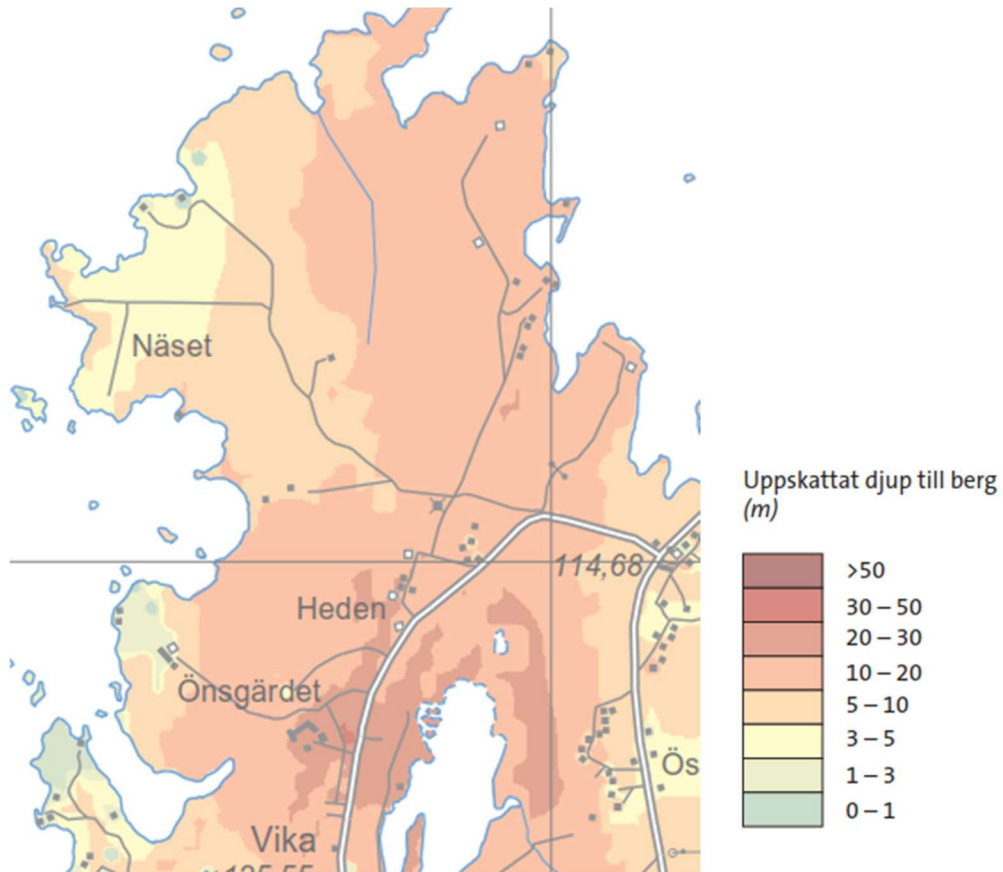 Näset
114,68
Heden
Önsgärdet
Ös
Vika
Uppskattat djup till berg
(m)
>50
30 – 50
20 – 30
10 – 20
5 – 10
3 – 5
1 – 3
0 – 1